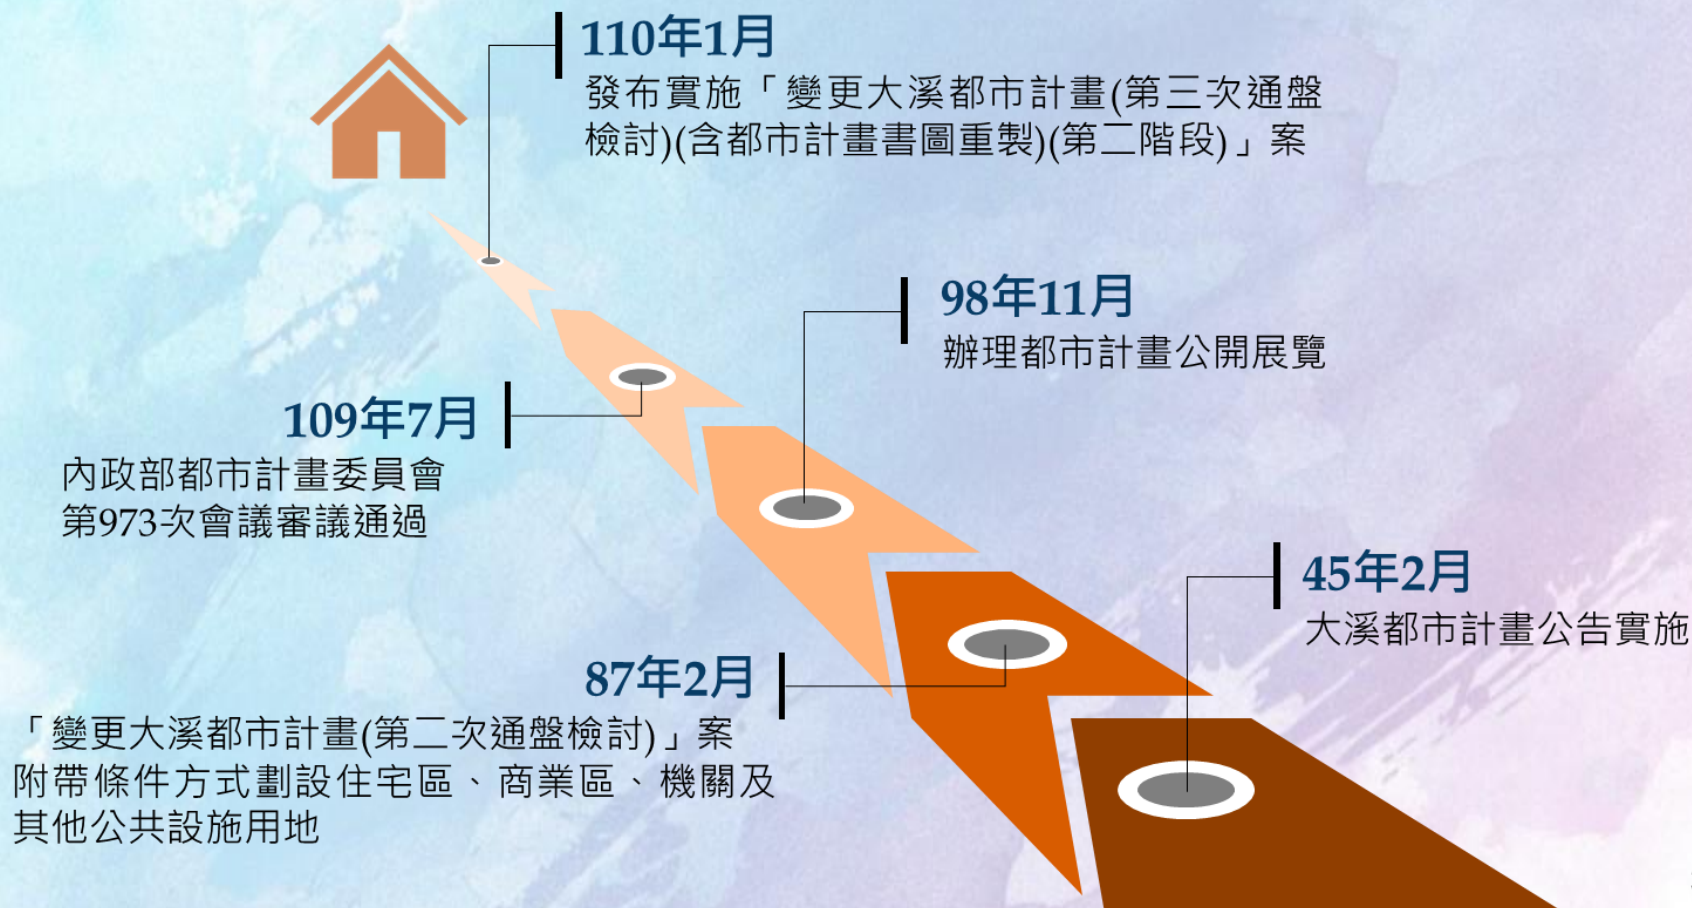 110年1月
發布實施「變更大溪都市計畫(第三次通盤
檢討)(含都市計畫書圖重製)(第二階段)」案
98年11月
辦理都市計畫公開展覽
109年7月
內政部都市計畫委員會
第973次會議審議通過
45年2月
大溪都市計畫公告實施
87年2月
「變更大溪都市計畫(第二次通盤檢討)」案
附帶條件方式劃設住宅區、商業區、機關及
其他公共設施用地